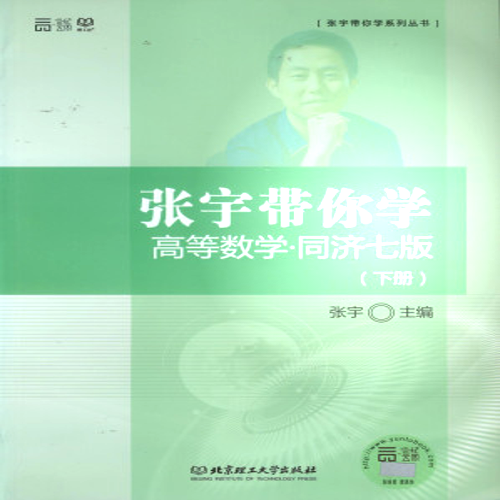 [ 张宇带你学系列丛书 ]
张宇带你学
高等数学·同济七版
（下册）
张宇 主编
北京理工大学出版社